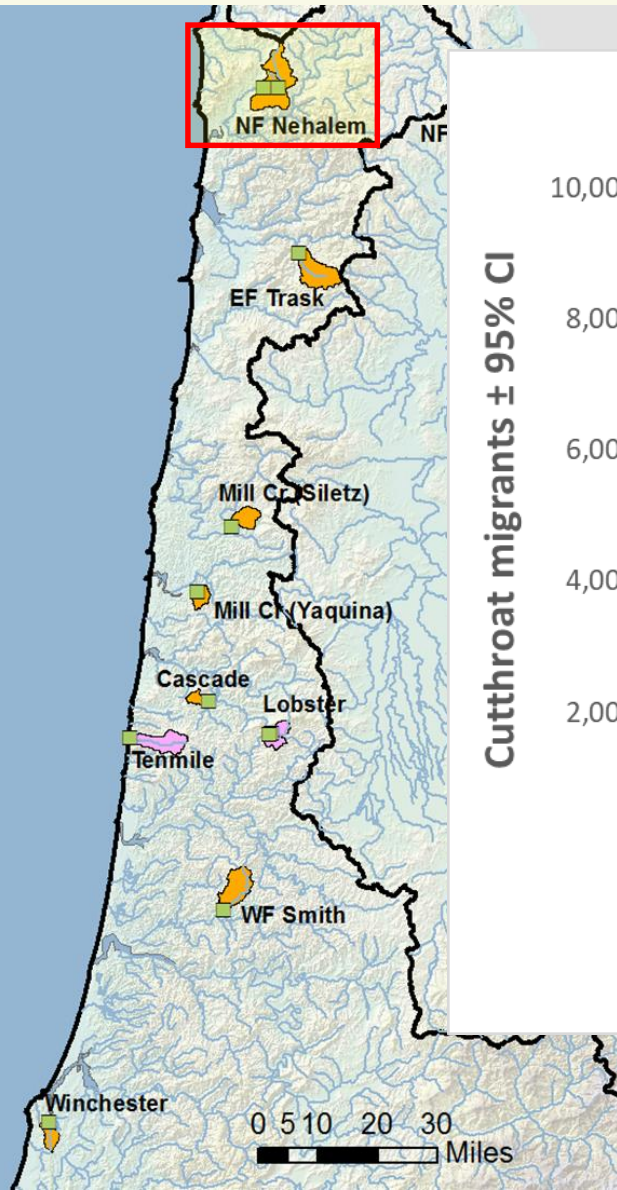 NF Nehalem
NF
EF Trask
Mill Cr (Siletz)
Mill Cr (Yaquina)
Cascade
Lobster
Tenmile
WF Smith
Winchester
0 5 10 20 30
Miles
Cutthroat migrants ± 95% CI
10,00
8,00
6,00
4,00
2,00